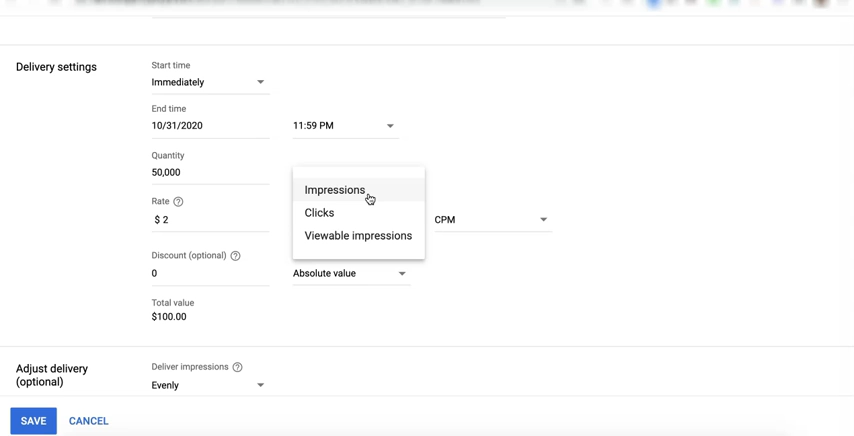 Delivery settings
Start time
Immediately
End time
10/31/2020
11:59 PM
Quantity
50,000
Impressions
Clicks
Viewable impressions
Rate
$ 2
CPM
Discount (optional)
0
Absolute value
Total value
$100.00
Adjust delivery
(optional)
Deliver impressions
Evenly
SAVE
CANCEL